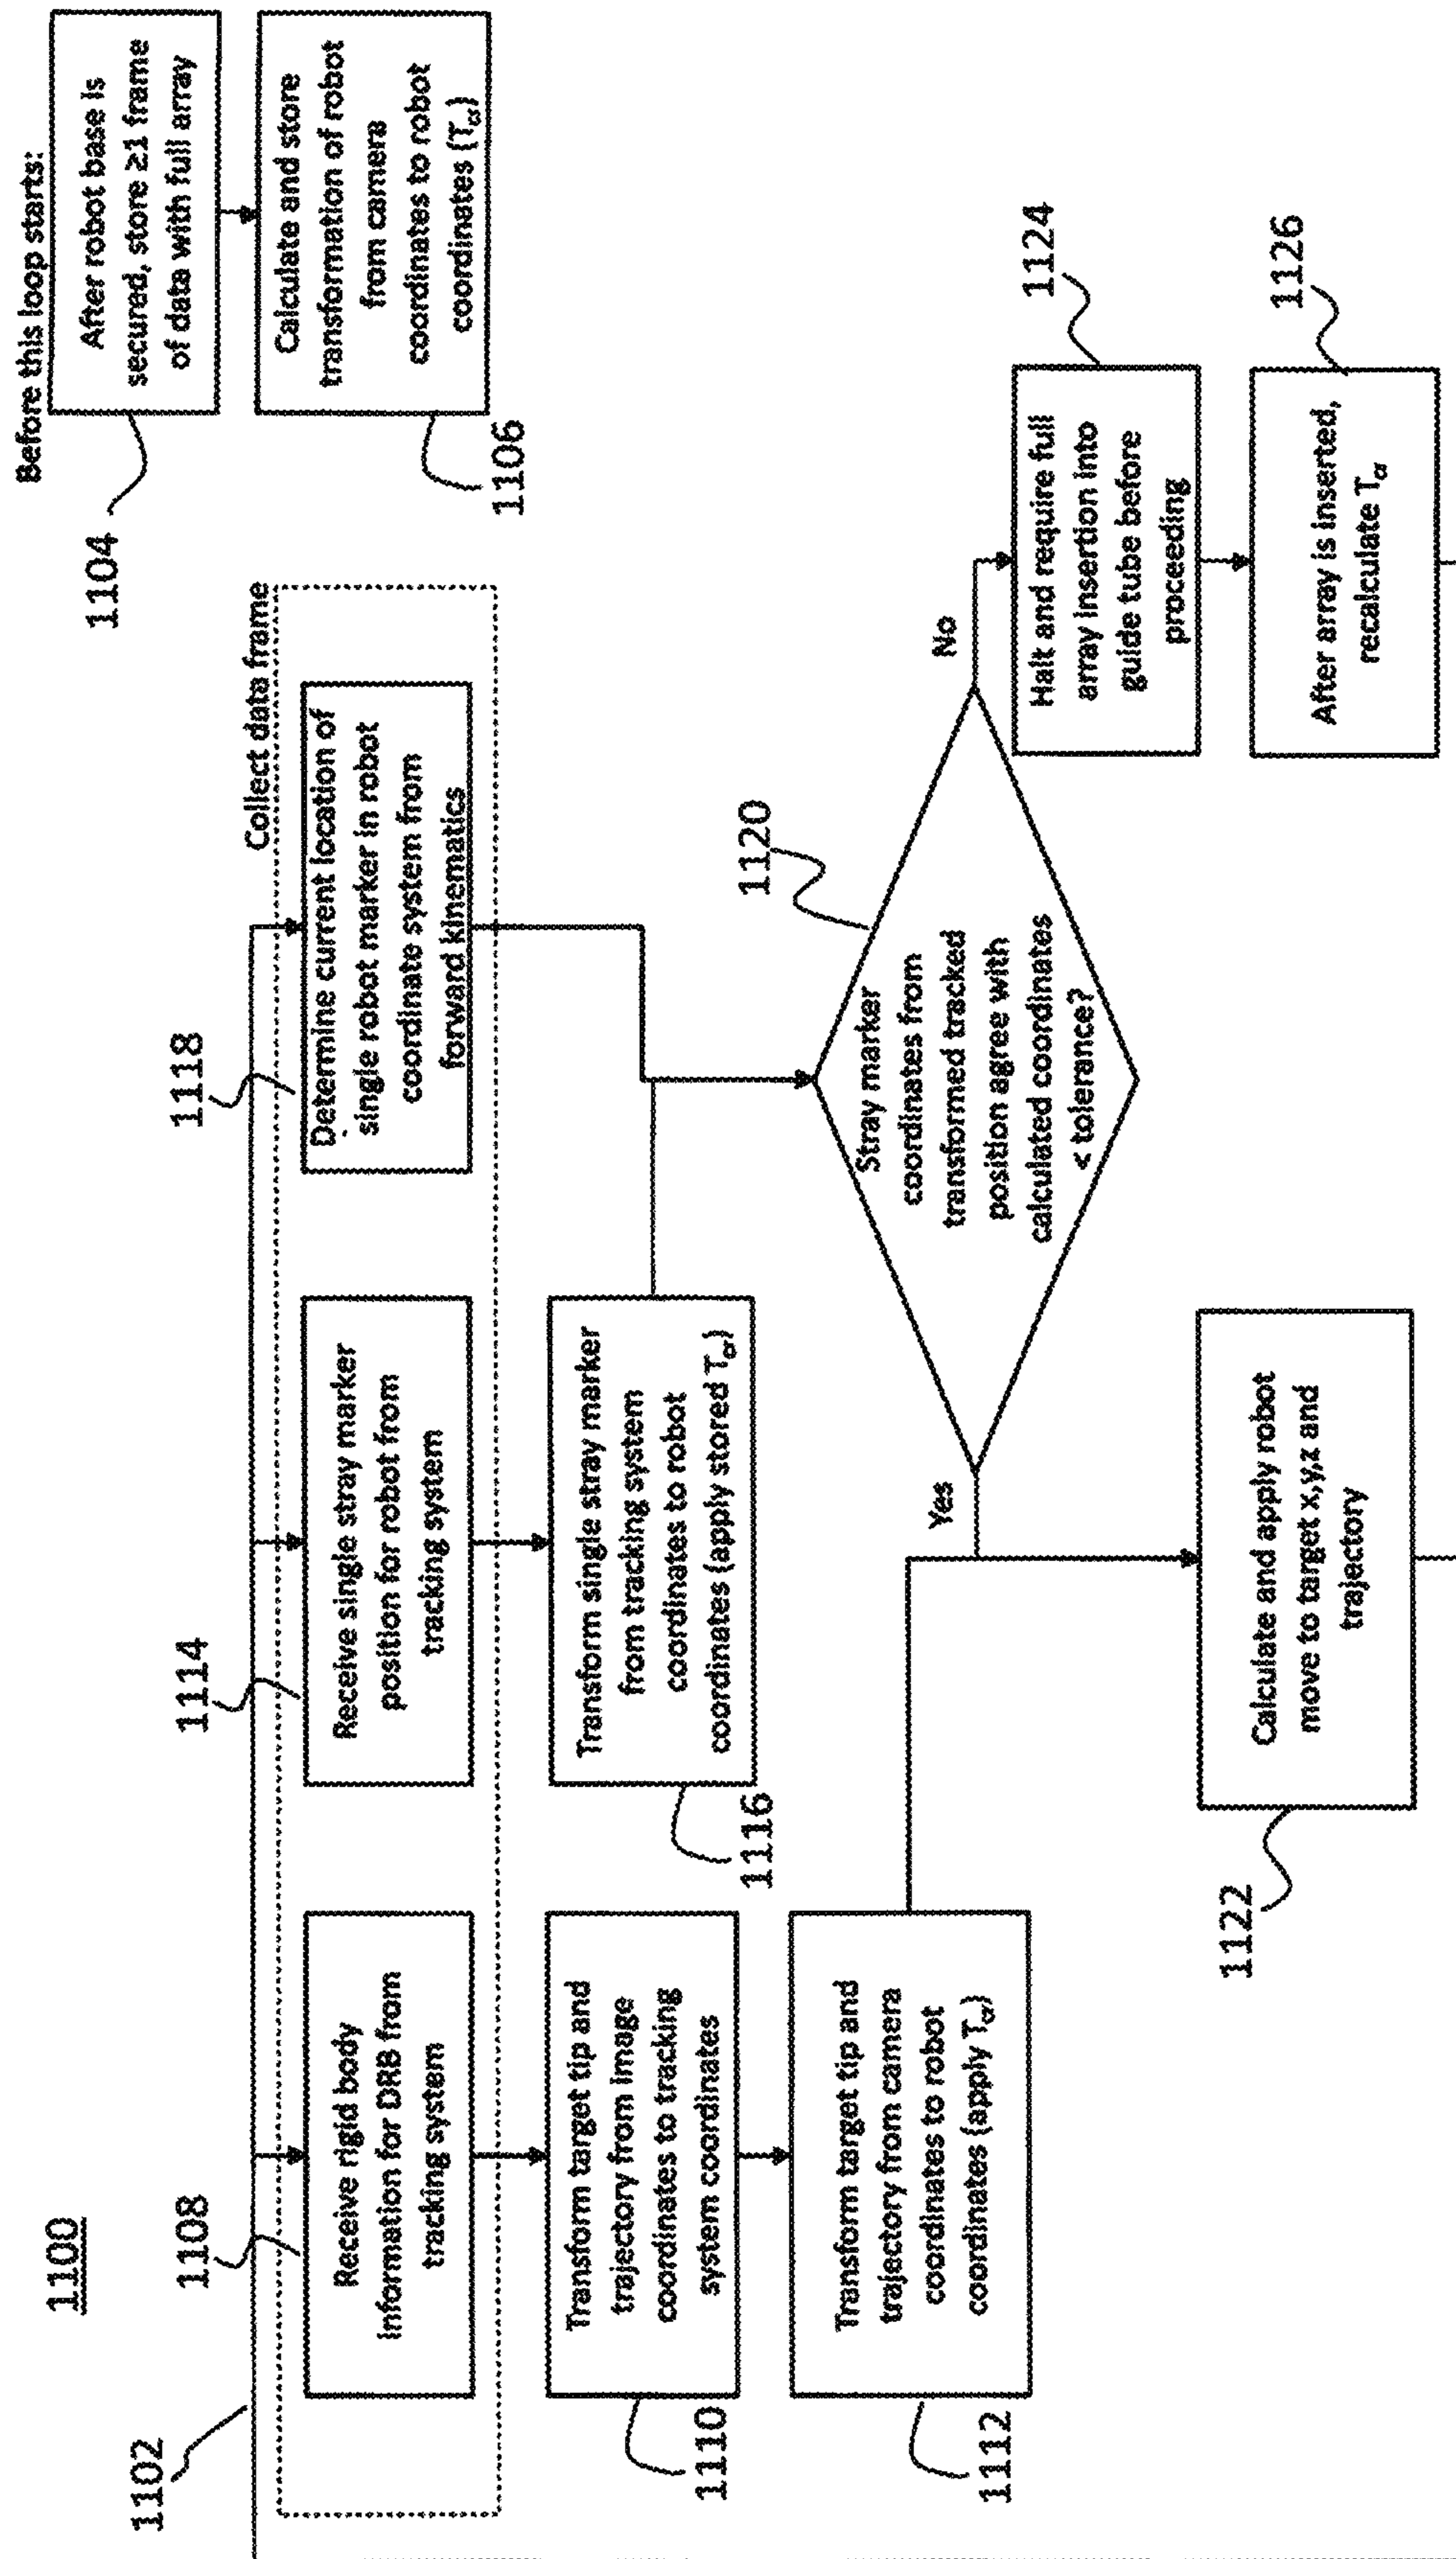 1100
Before this loop starts:
1104
After robot base is
secured, store ≥1 frame
of data with full array
1106
Calculate and store
transformation of robot
from camera
coordinates to robot
coordinates (Tcr)
1102
Collect data frame
1108
Receive rigid body
information for DRB from
tracking system
1114
Receive single stray marker
position for robot from
tracking system
1118
Determine current location of
single robot marker in robot
coordinate system from
forward kinematics
1110
Transform target tip and
trajectory from image
coordinates to tracking
system coordinates
1116
Transform single stray marker
from tracking system
coordinates to robot
coordinates (apply stored Tcr)
1112
Transform target tip and
trajectory from camera
coordinates to robot
coordinates (apply Tcr)
1120
Stray marker
coordinates from
transformed tracked
position agree with
calculated coordinates
< tolerance?
Yes
No
1122
Calculate and apply robot
move to target x,y,z and
trajectory
1124
Halt and require full
array insertion into
guide tube before
proceeding
1126
After array is inserted,
recalculate Tcr